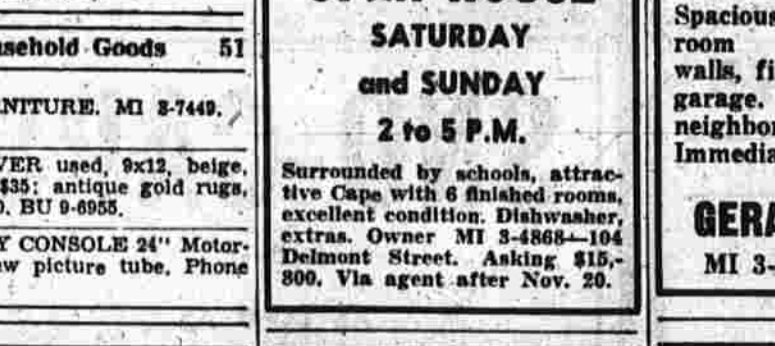 usehold Goods 51
NITURE. MI 3-7449.
VER used, 9x12, beige,
$35; antique gold rugs,
BU 9-6955.
Y CONSOLE 24" Motor-
w picture tube, Phone
SATURDAY
and SUNDAY
2 to 5 P.M.
Surrounded by schools, attrac-
tive Cape with 6 finished rooms,
excellent condition. Dishwasher,
extras. Owner MI 3-4868—104
Delmont Street. Asking $15,-
800. Via agent after Nov. 20.
Spacious
room
walls, fi
garage.
neighbor
Immedia
GERA
MI 3-